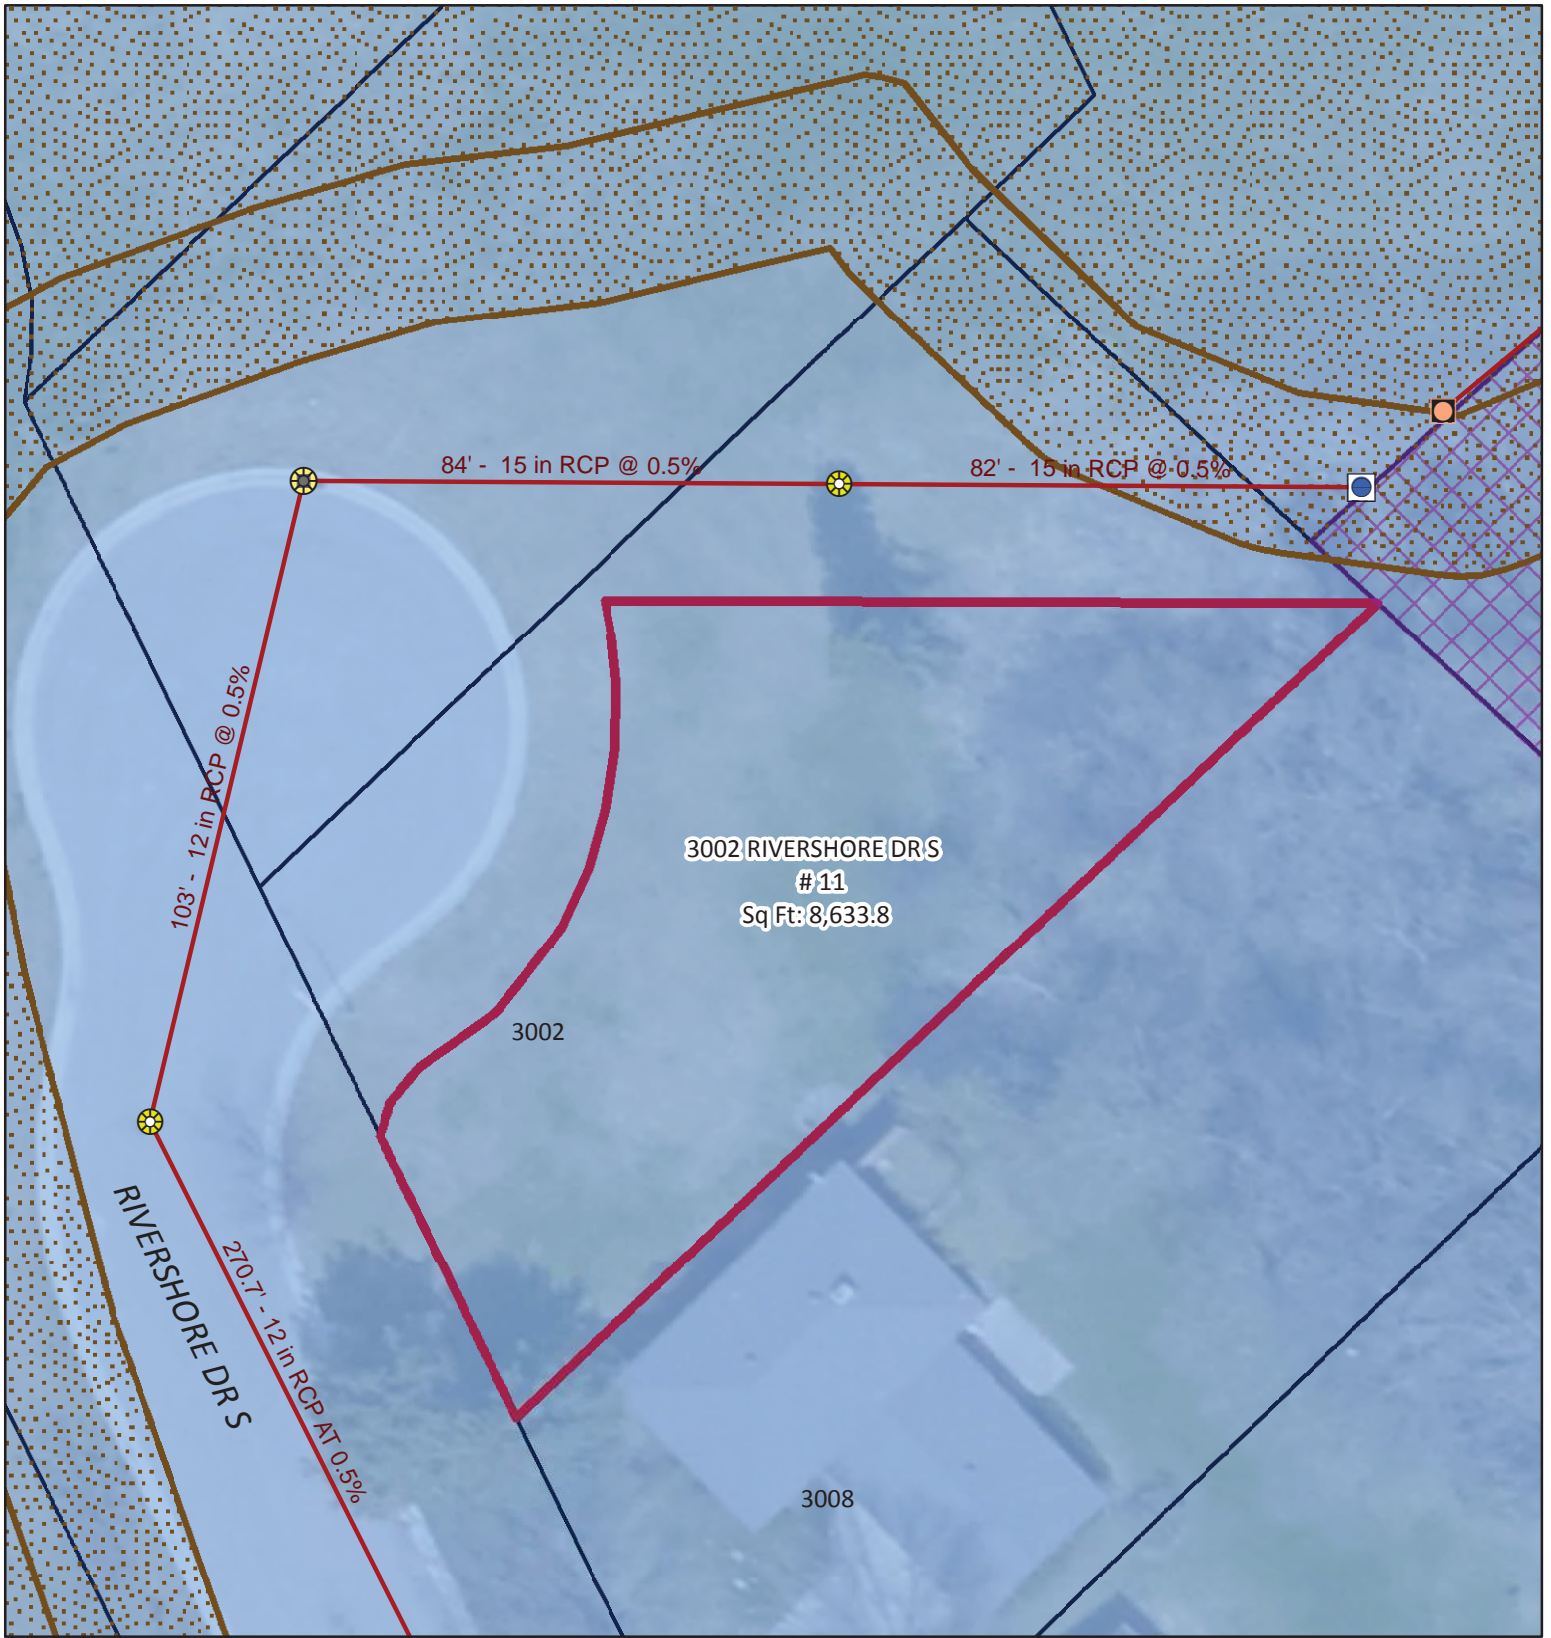 84' - 15 in RCP @ 0.5%
82' - 15 in RCP @ 0.5%
103' - 12 in RCP @ 0.5%
3002 RIVERSHORE DR S
# 11
Sq Ft: 8,633.8
3002
RIVERSHORE DR S
270.7' - 12 in RCP AT 0.5%
3008